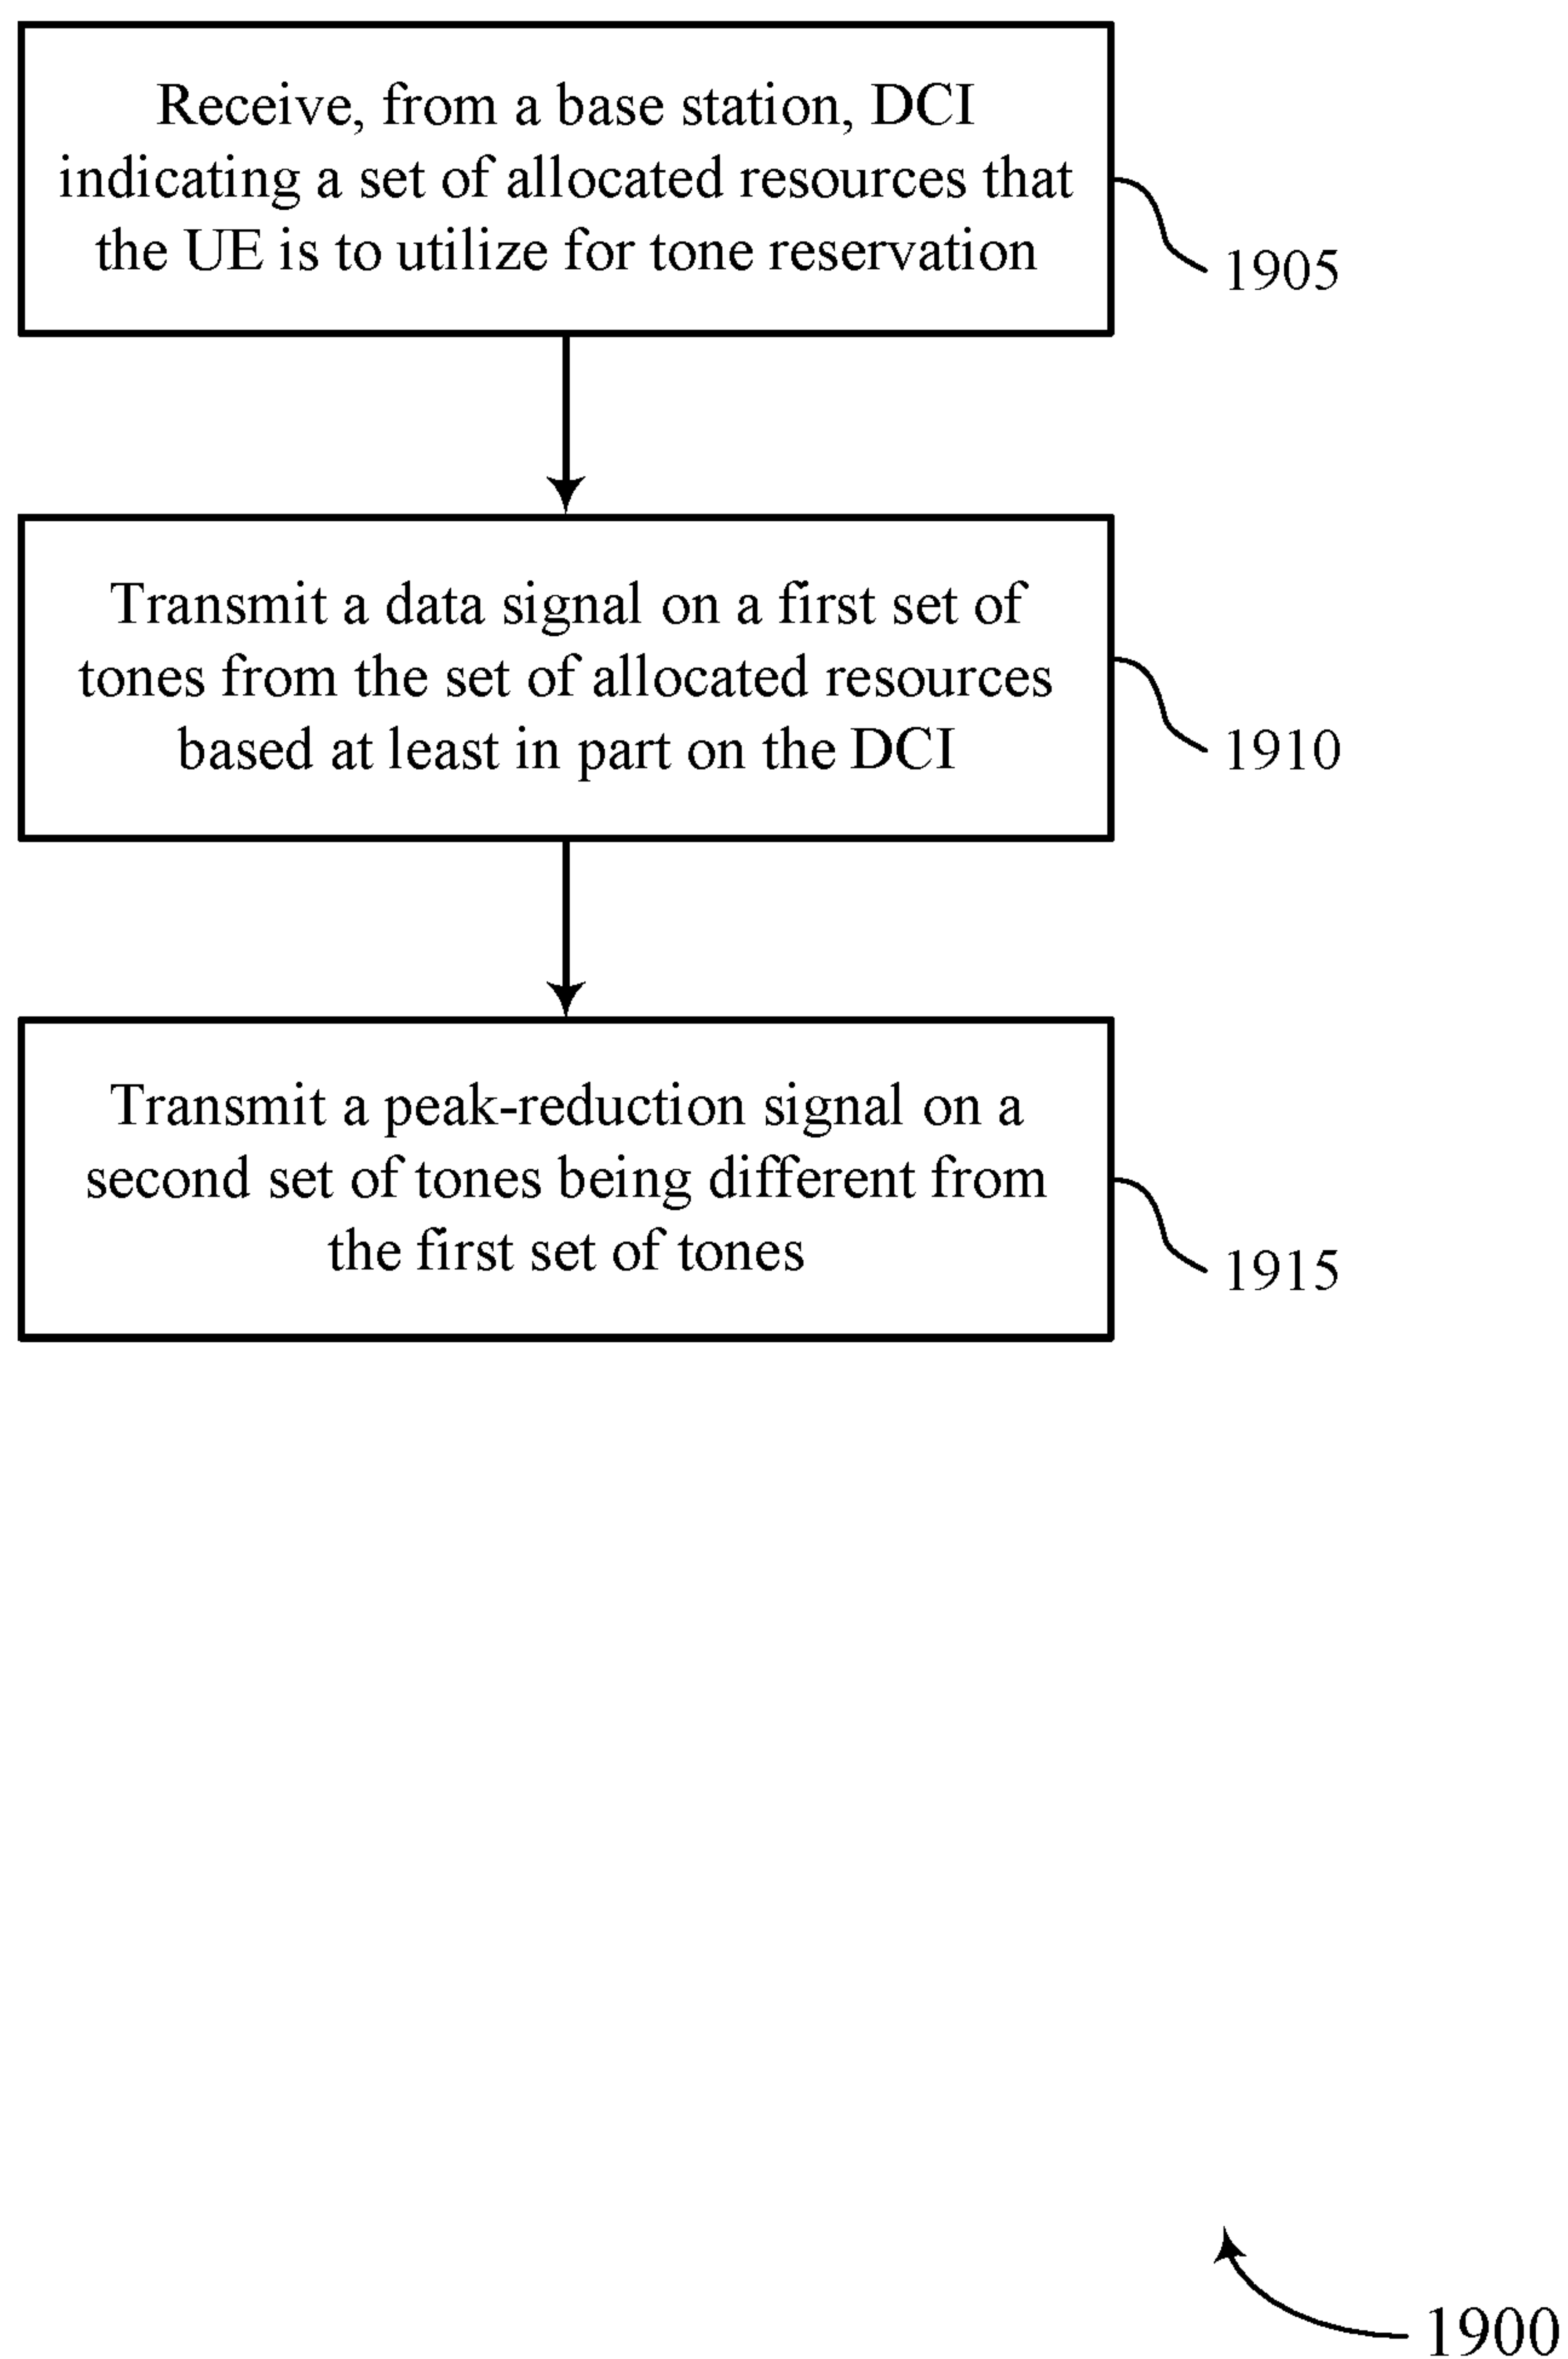 Receive, from a base station, DCI
indicating a set of allocated resources that
the UE is to utilize for tone reservation
1905
Transmit a data signal on a first set of
tones from the set of allocated resources
based at least in part on the DCI
1910
Transmit a peak-reduction signal on a
second set of tones being different from
the first set of tones
1915
1900